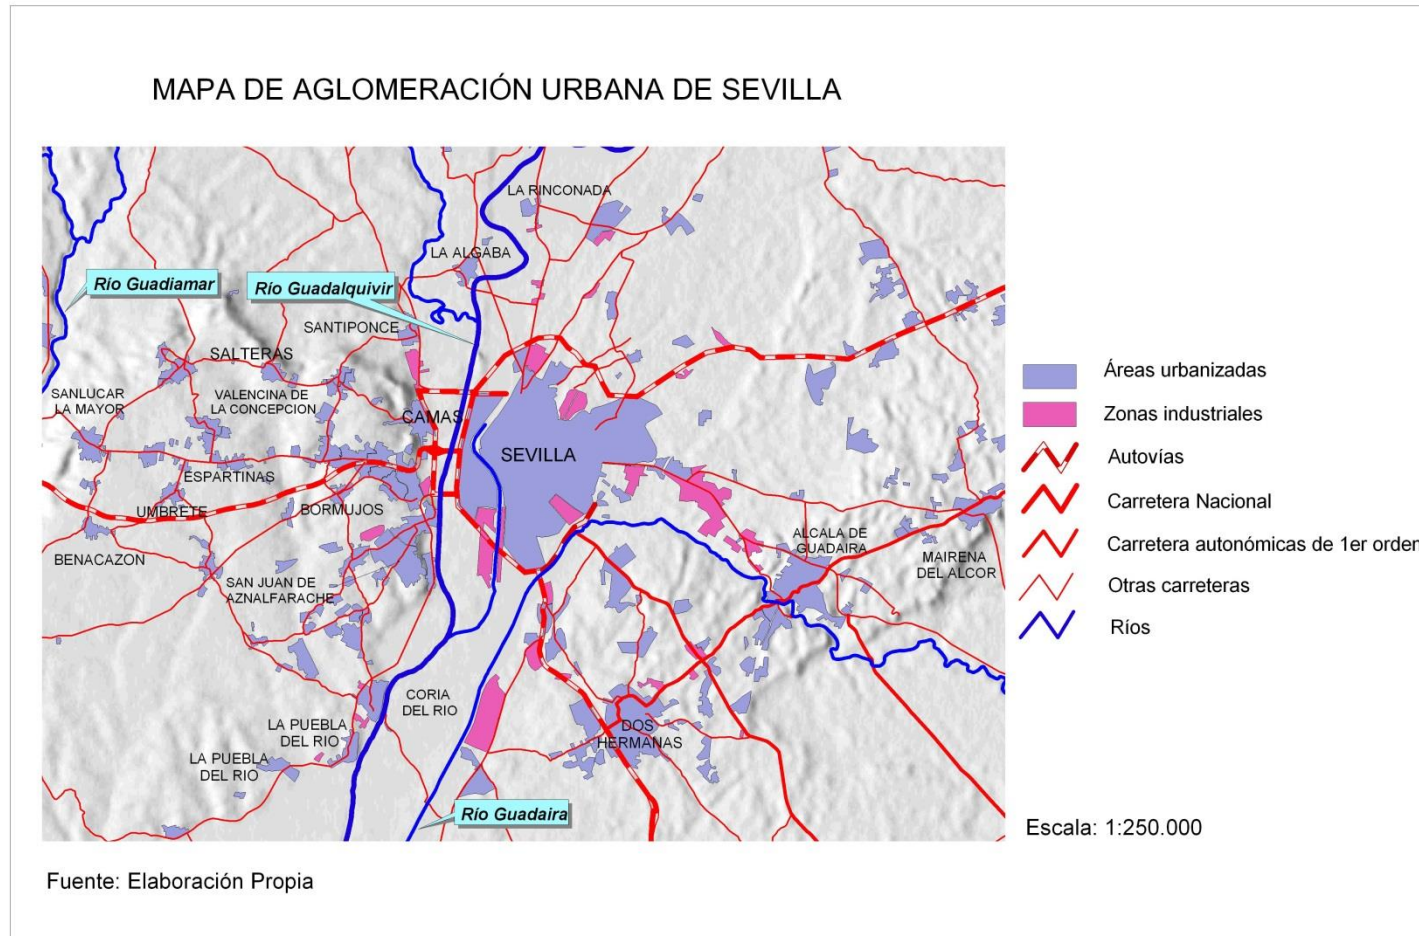 MAPA DE AGLOMERACIÓN URBANA DE SEVILLA
LA RINCONADA
LA ALGABA
Río Guadiamar
Río Guadalquivir
SANTIPONCE
SALTERAS
SANLUCAR
LA MAYOR
VALENCINA DE
LA CONCEPCION
CAMAS
SEVILLA
ESPARTINAS
UMBRETE
BORMUJOS
BENACAZON
SAN JUAN DE
AZNALFARACHE
ALCALA DE
GUADAIRA
MAIRENA
DEL ALCOR
CORIA
DEL RIO
LA PUEBLA
DEL RIO
LA PUEBLA
DEL RIO
DOS
HERMANAS
Río Guadaira
Áreas urbanizadas
Zonas industriales
Autovías
Carretera Nacional
Carretera autonómicas de 1er orden
Otras carreteras
Ríos
Escala: 1:250.000
Fuente: Elaboración Propia